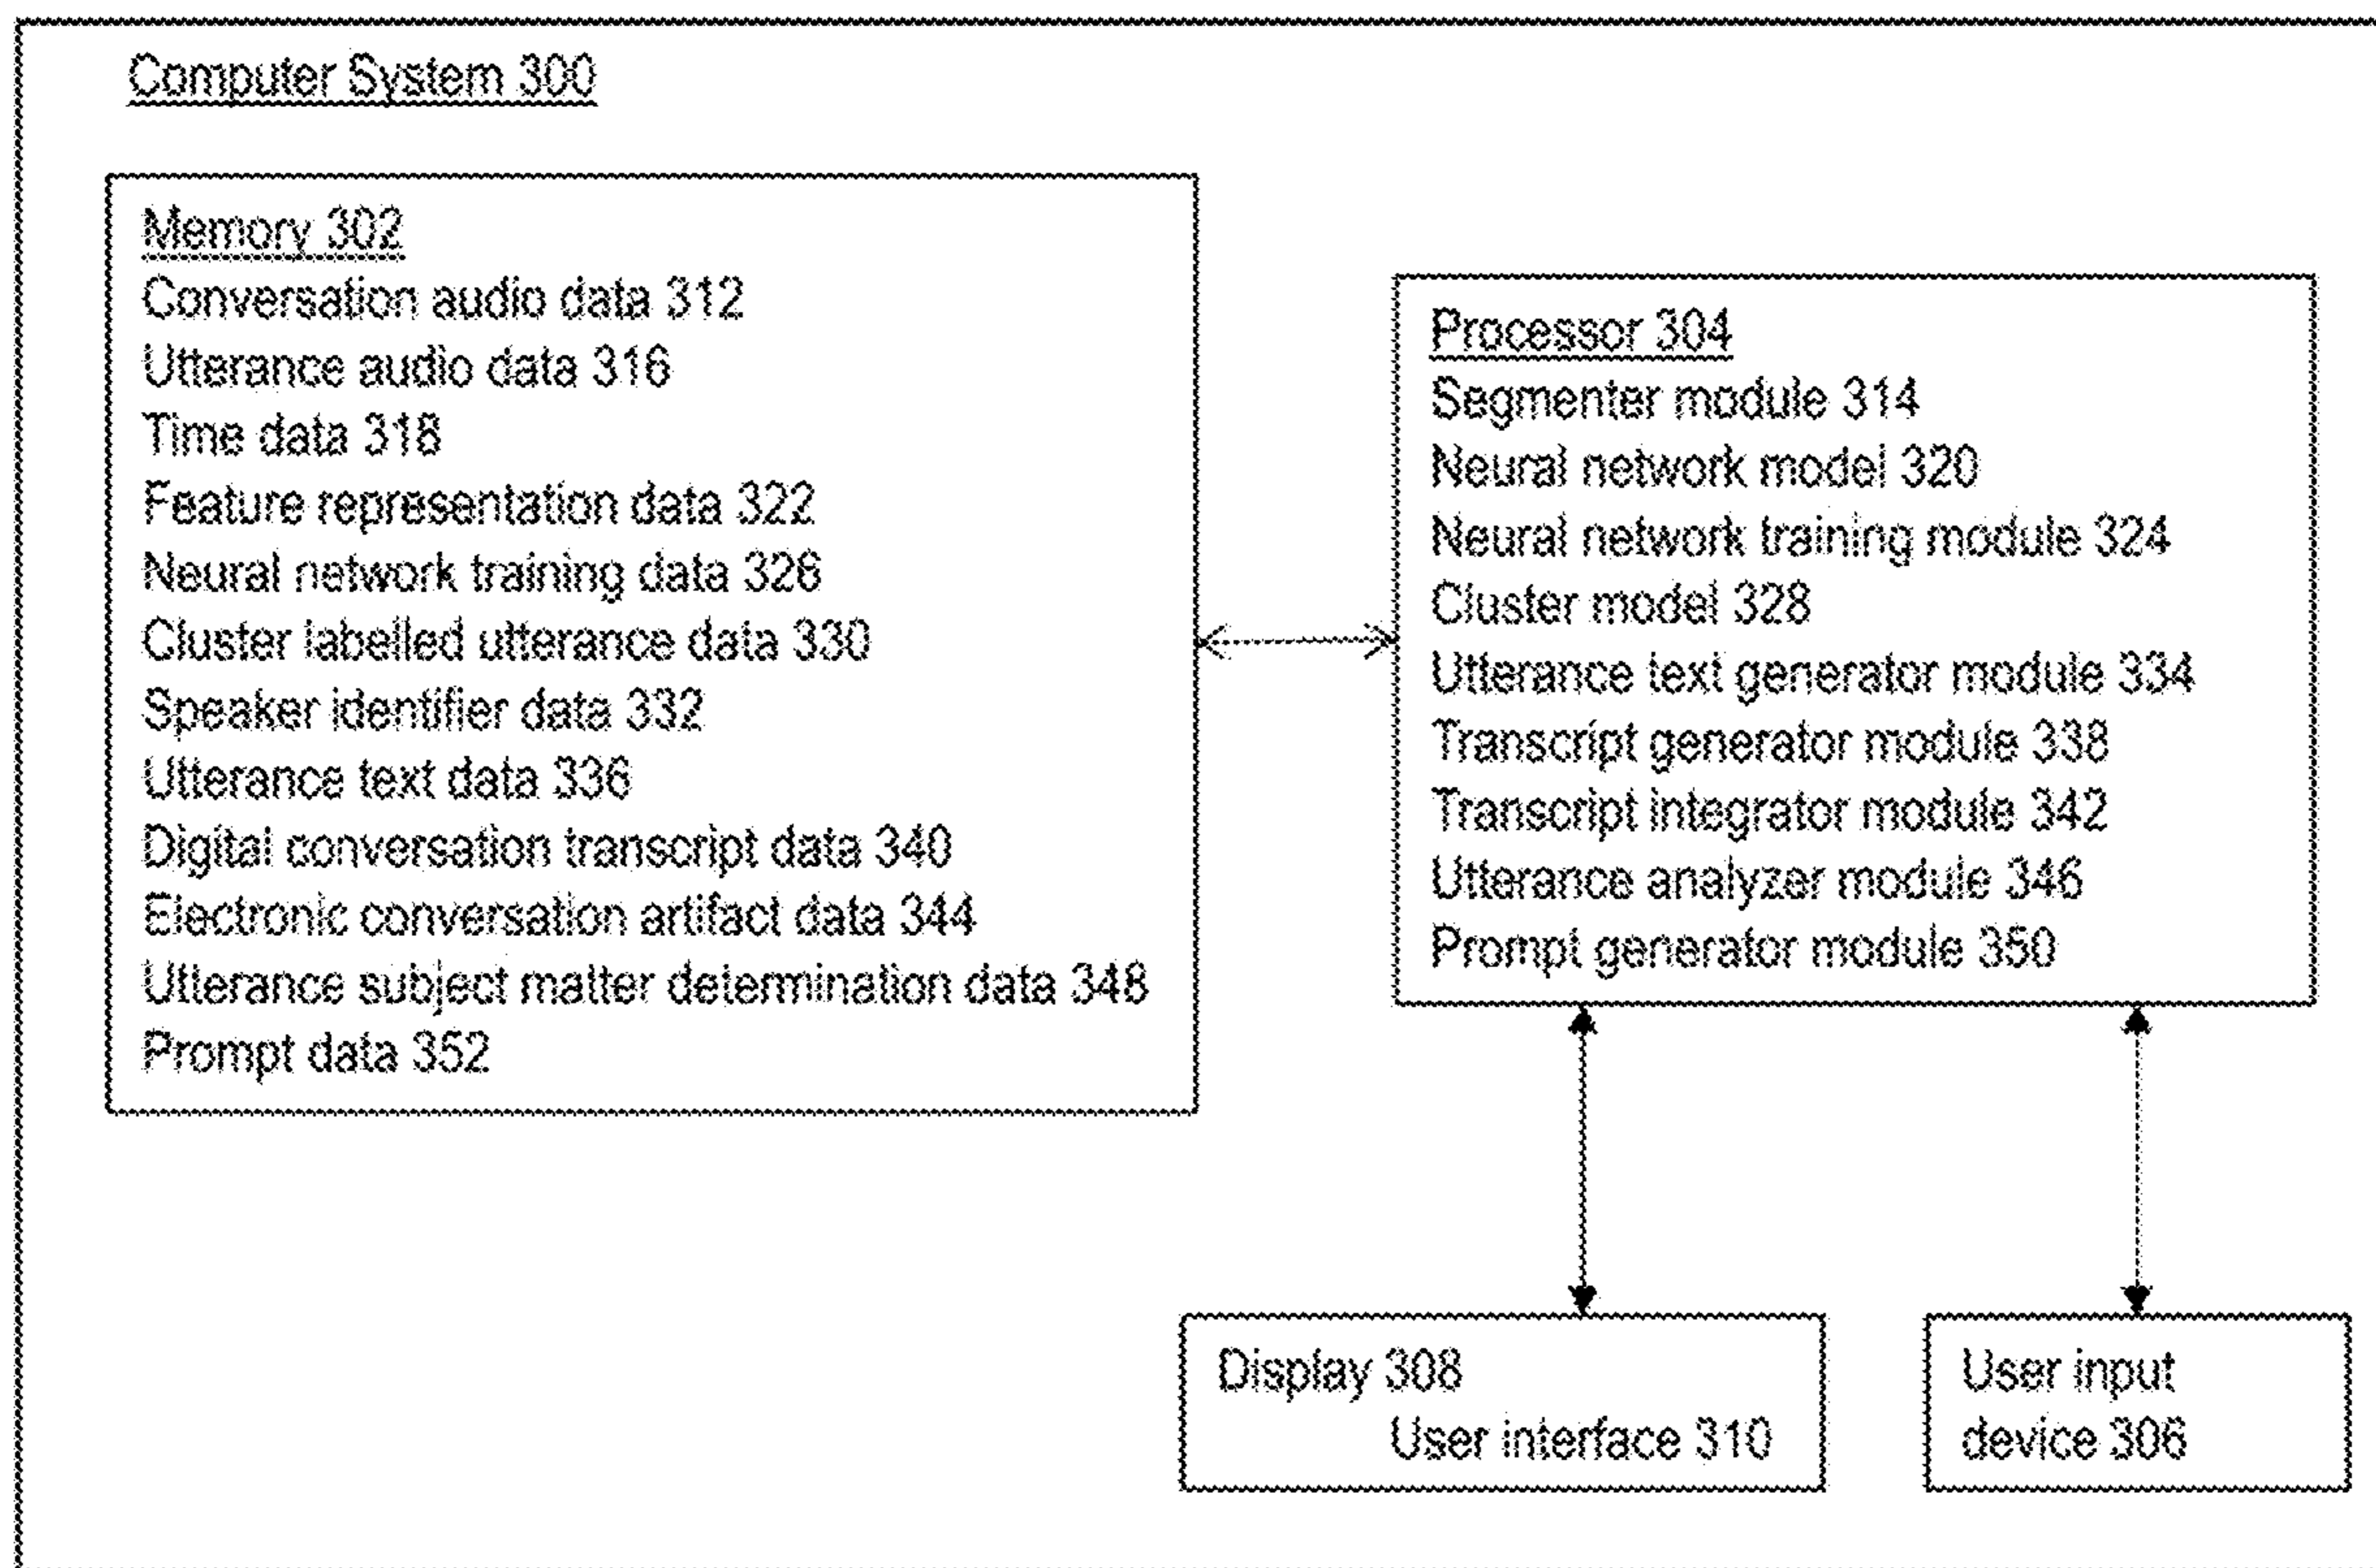 Computer System 300
Memory 302
Conversation audio data 312
Utterance audio data 316
Time data 318
Feature representation data 322
Neural network training data 326
Cluster labelled utterance data 330
Speaker identifier data 332
Utterance text data 336
Digital conversation transcript data 340
Electronic conversation artifact data 344
Utterance subject matter determination data 348
Prompt data 352
Processor 304
Segmenter module 314
Neural network model 320
Neural network training module 324
Cluster model 328
Utterance text generator module 334
Transcript generator module 338
Transcript integrator module 342
Utterance analyzer module 346
Prompt generator module 350
Display 308
User interface 310
User input
device 306